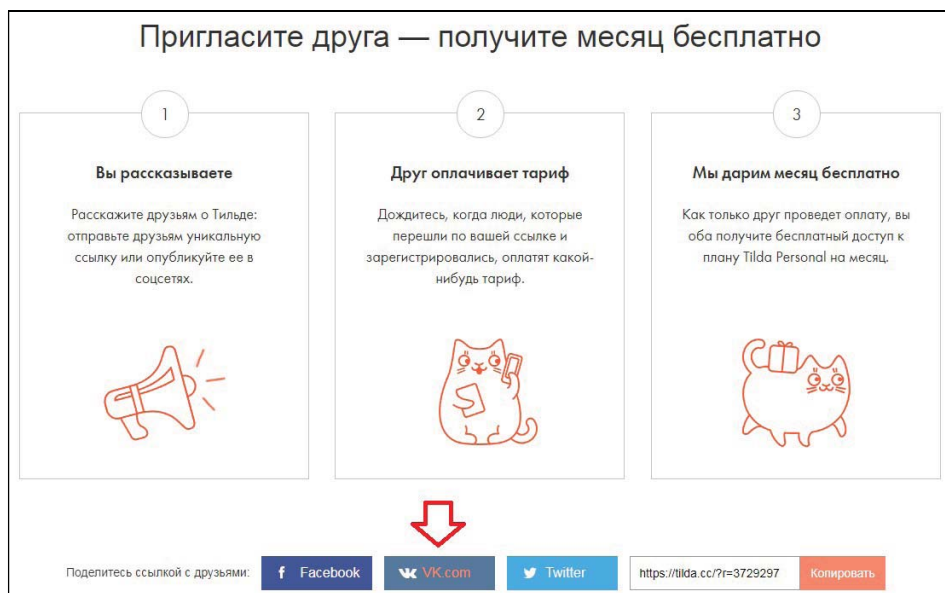 Пригласите друга — получите месяц бесплатно
1
Вы рассказываете
Расскажите друзьям о Тильде:
отправьте друзьям уникальную
ссылку или опубликуйте ее в
соцсетях.
2
Друг оплачивает тариф
Дождитесь, когда люди, которые
перешли по вашей ссылке и
зарегистрировались, оплатят какой-
нибудь тариф.
3
Мы дарим месяц бесплатно
Как только друг проведет оплату, вы
оба получите бесплатный доступ к
плану Tilda Personal на месяц.
Поделитесь ссылкой с друзьями: Facebook VK.com Twitter https://tilda.cc/?r=3729297 Копировать